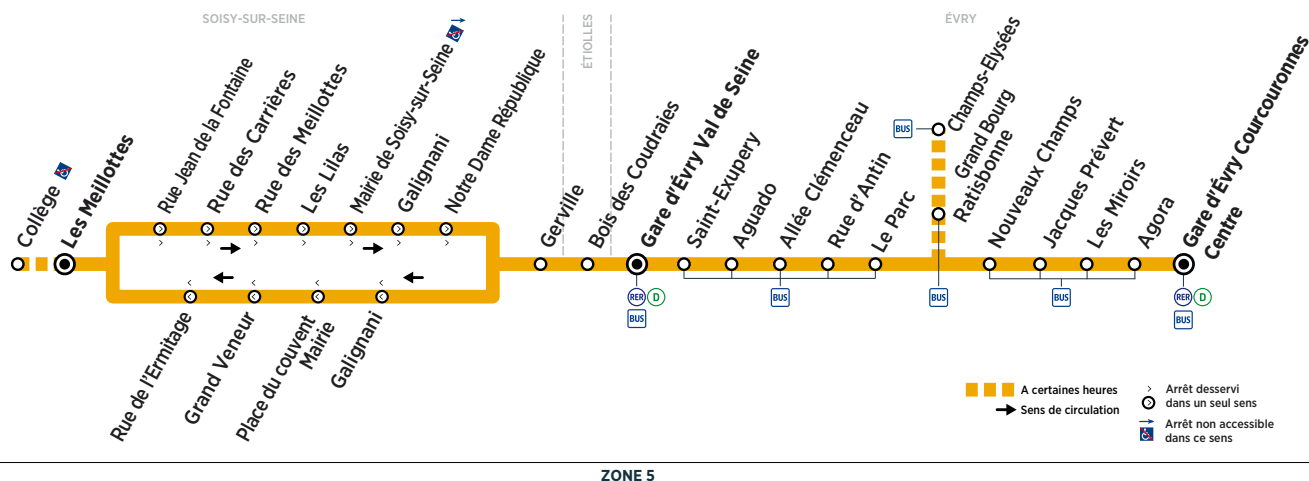 SOISY-SUR-SEINE
ÉTIOLLES
ÉVRY
Collège
Les Meillottes
Rue Jean de la Fontaine
Rue des Carrières
Rue des Meillottes
Les Lilas
Mairie de Soisy-sur-Seine
Galignani
Notre Dame République
Rue de l'Ermitage
Grand Veneur
Place du couvent
Mairie
Galignani
Gerville
Bois des Coudraies
Gare d'Évry Val de Seine
RER D
BUS
Saint-Exupery
Aguado
Allée Clémenceau
Rue d'Antin
Le Parc
BUS
BUS
Champs-Elysées
Grand Bourg
Ratisbonne
BUS
Nouveaux Champs
Jacques Prévert
Les Miroirs
Agora
BUS
Gare d'Évry Courcouronnes
Centre
RER D
BUS
A certaines heures
Sens de circulation
Arrêt desservi
dans un seul sens
Arrêt non accessible
dans ce sens
ZONE 5